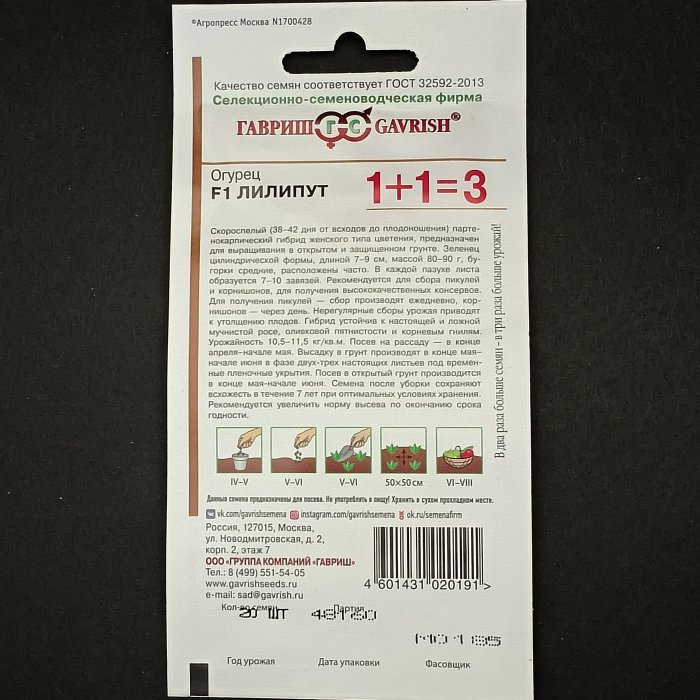 ©Агропресс Москва N1700428
Качество семян соответствует ГОСТ 32592-2013
Селекционно-семеноводческая фирма
ГАВРИШ ГС GAVRISH®
Огурец
F1 ЛИЛИПУТ
1+1=3
Скороспелый (38–42 дня от всходов до плодоношения) парте-
нокарпический гибрид женского типа цветения, предназначен
для выращивания в открытом и защищенном грунте. Зеленец
цилиндрической формы, длиной 7–9 см, массой 80–90 г, бу-
горки средние, расположены часто. В каждой пазухе листа
образуется 7–10 завязей. Рекомендуется для сбора пикулей
и корнишонов, для получения высококачественных консервов.
Для получения пикулей — сбор производят ежедневно, кор-
нишонов — через день. Нерегулярные сборы урожая приводят
к утолщению плодов. Гибрид устойчив к настоящей и ложной
мучнистой росе, оливковой пятнистости и корневым гнилям.
Урожайность 10,5–11,5 кг/кв.м. Посев на рассаду — в конце
апреля–начале мая. Высадку в грунт производят в конце мая–
начале июня в фазе двух-трех настоящих листьев под времен-
ные пленочные укрытия. Посев в открытый грунт производится
в конце мая-начале июня. Семена после уборки сохраняют
всхожесть в течение 7 лет при оптимальных условиях хранения.
Рекомендуется увеличить норму высева по окончанию срока
годности.
В два раза больше семян – в три раза больше урожай!
IV–V
V–VI
V–VI
50×50 см
VI–VIII
Данные семена предназначены для посева. Не употреблять в пищу! Хранить в сухом прохладном месте.
vk.com/gavrishsemena instagram.com/gavrishsemena ok.ru/semenafirm
Россия, 127015, Москва,
ул. Новодмитровская, д. 2,
корп. 2, этаж 7
ООО «ГРУППА КОМПАНИЙ «ГАВРИШ»
Тел.: 8 (499) 551-54-05
www.gavrishseeds.ru
e-mail: sad@gavrish.ru
4 601431 020191 >
Кол-во семян
20 ШТ
Партия
Год урожая
Дата упаковки
Фасовщик